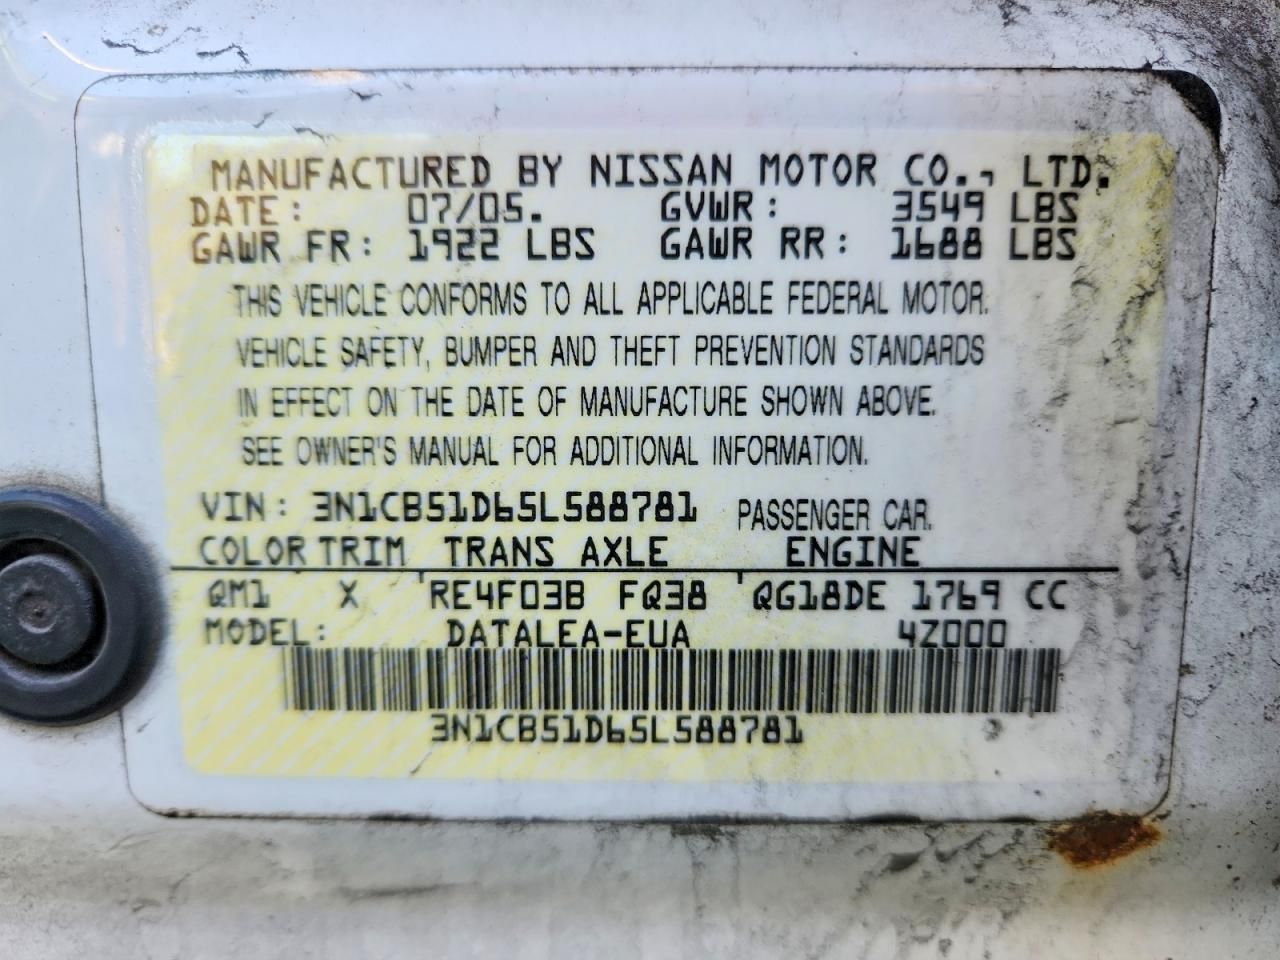 MANUFACTURED BY NISSAN MOTOR CO., LTD.
DATE: 07/05. GVWR: 3549 LBS
GAWR FR: 1922 LBS GAWR RR: 1688 LBS
THIS VEHICLE CONFORMS TO ALL APPLICABLE FEDERAL MOTOR.
VEHICLE SAFETY, BUMPER AND THEFT PREVENTION STANDARDS
IN EFFECT ON THE DATE OF MANUFACTURE SHOWN ABOVE.
SEE OWNER'S MANUAL FOR ADDITIONAL INFORMATION.
VIN: 3N1CB51D65L588781 PASSENGER CAR.
COLOR TRIM TRANS AXLE ENGINE
QM1 X RE4F03B FQ38 QG18DE 1769 CC
MODEL: DATALEA-EUA 4Z000
3N1CB51D65L588781